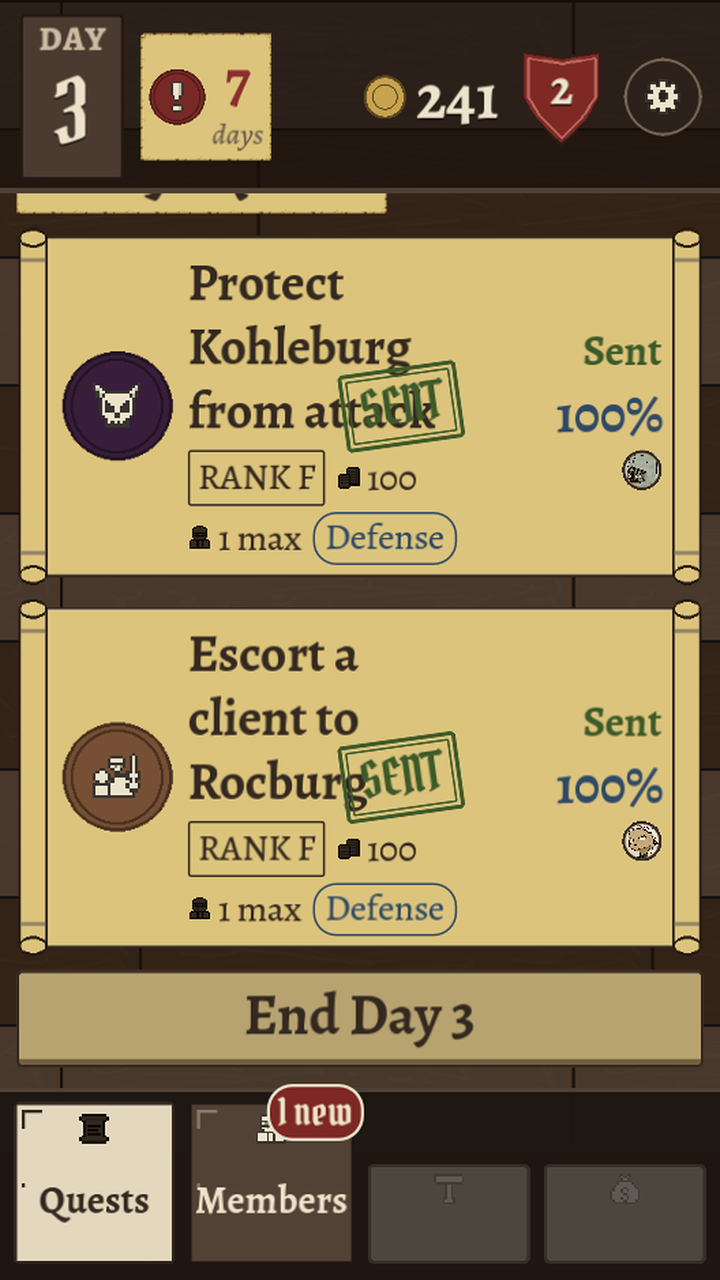 DAY
3
7
days
241
2
Protect
Kohleburg
from attack
SENT
Sent
100%
RANK F
100
1 max
Defense
Escort a
client to
Rocburg
SENT
Sent
100%
RANK F
100
1 max
Defense
End Day 3
1 new
Quests
Members